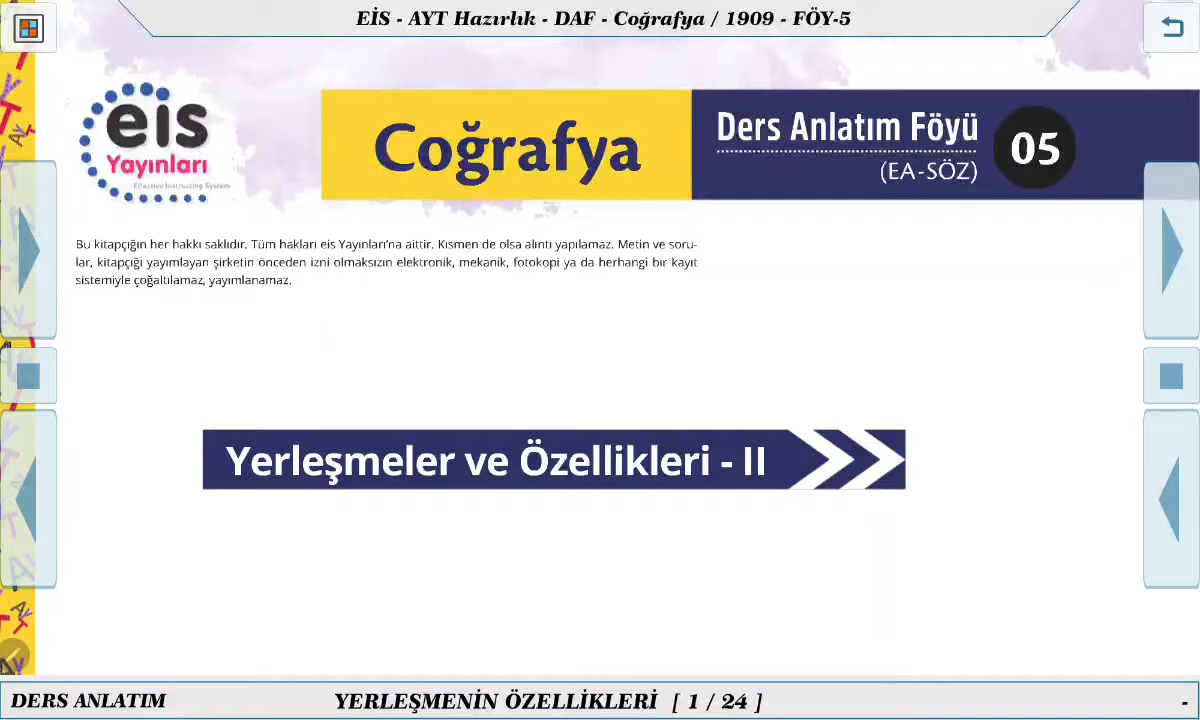 EİS - AYT Hazırlık - DAF - Coğrafya / 1909 - FÖY-5
eis
Yayınları
Effective Instructing System
Coğrafya
Ders Anlatım Föyü
(EA-SÖZ)
05
Bu kitapçığın her hakkı saklıdır. Tüm hakları eis Yayınları’na aittir. Kısmen de olsa alıntı yapılamaz. Metin ve soru-
lar, kitapçığı yayımlayan şirketin önceden izni olmaksızın elektronik, mekanik, fotokopi ya da herhangi bir kayıt
sistemiyle çoğaltılamaz, yayımlanamaz.
Yerleşmeler ve Özellikleri - II
DERS ANLATIM
YERLEŞMENİN ÖZELLİKLERİ [ 1 / 24 ]
-